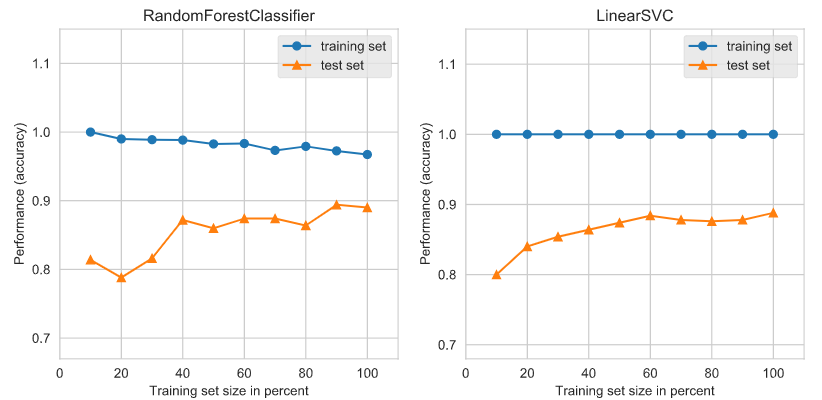 RandomForestClassifier
training set
test set
1.1
1.0
0.9
0.8
0.7
Performance (accuracy)
0 20 40 60 80 100
Training set size in percent
LinearSVC
training set
test set
1.1
1.0
0.9
0.8
0.7
Performance (accuracy)
0 20 40 60 80 100
Training set size in percent